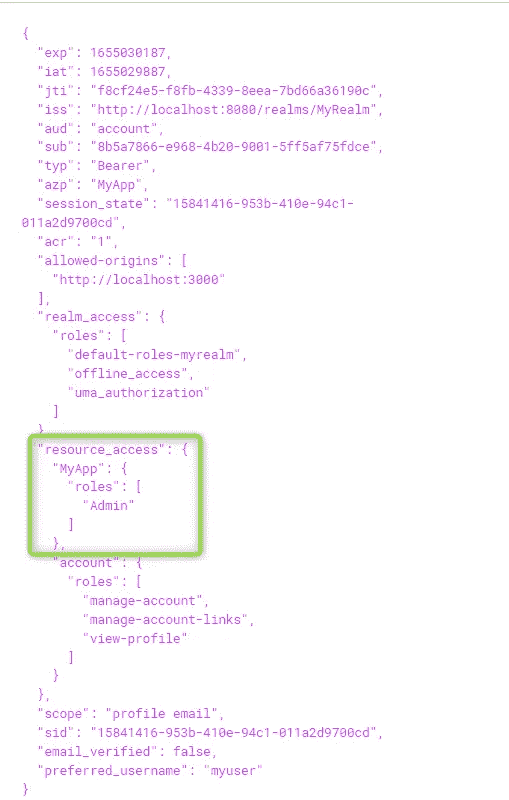 {
"exp": 1655030187,
"iat": 1655029887,
"jti": "f8cf24e5-f8fb-4339-8eea-7bd66a36190c",
"iss": "http://localhost:8080/realms/MyRealm",
"aud": "account",
"sub": "8b5a7866-e968-4b20-9001-5ff5af75fdce",
"typ": "Bearer",
"azp": "MyApp",
"session_state": "15841416-953b-410e-94c1-
011a2d9700cd",
"acr": "1",
"allowed-origins": [
"http://localhost:3000"
],
"realm_access": {
"roles": [
"default-roles-myrealm",
"offline_access",
"uma_authorization"
]
},
"resource_access": {
"MyApp": {
"roles": [
"Admin"
]
},
"account": {
"roles": [
"manage-account",
"manage-account-links",
"view-profile"
]
}
},
"scope": "profile email",
"sid": "15841416-953b-410e-94c1-011a2d9700cd",
"email_verified": false,
"preferred_username": "myuser"
}